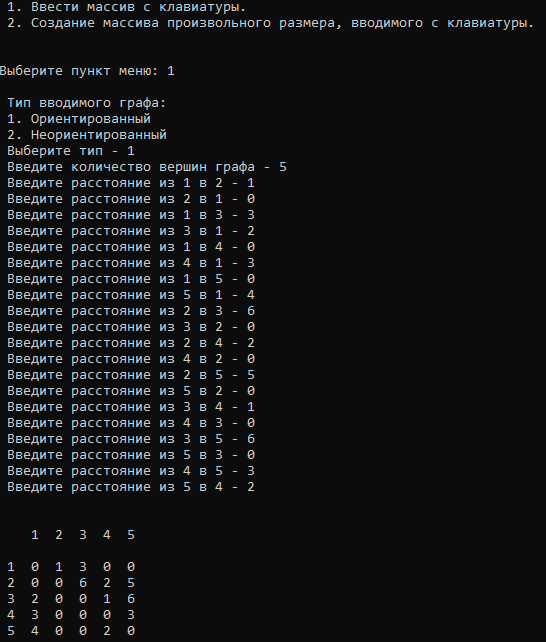 1. Ввести массив с клавиатуры.
2. Создание массива произвольного размера, вводимого с клавиатуры.
Выберите пункт меню: 1
Тип вводимого графа:
1. Ориентированный
2. Неориентированный
Выберите тип - 1
Введите количество вершин графа - 5
Введите расстояние из 1 в 2 - 1
Введите расстояние из 2 в 1 - 0
Введите расстояние из 1 в 3 - 3
Введите расстояние из 3 в 1 - 2
Введите расстояние из 1 в 4 - 0
Введите расстояние из 4 в 1 - 3
Введите расстояние из 1 в 5 - 0
Введите расстояние из 5 в 1 - 4
Введите расстояние из 2 в 3 - 6
Введите расстояние из 3 в 2 - 0
Введите расстояние из 2 в 4 - 2
Введите расстояние из 4 в 2 - 0
Введите расстояние из 2 в 5 - 5
Введите расстояние из 5 в 2 - 0
Введите расстояние из 3 в 4 - 1
Введите расстояние из 4 в 3 - 0
Введите расстояние из 3 в 5 - 6
Введите расстояние из 5 в 3 - 0
Введите расстояние из 4 в 5 - 3
Введите расстояние из 5 в 4 - 2
1 2 3 4 5
1 0 1 3 0 0
2 0 0 6 2 5
3 2 0 0 1 6
4 3 0 0 0 3
5 4 0 0 2 0